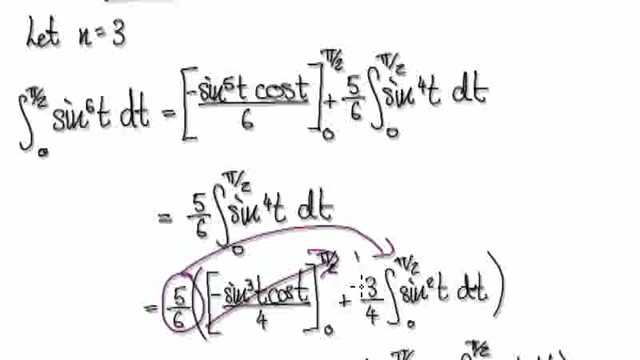 Let n=3
∫₀^{π/2} sin⁶t dt = [-sin⁵t cost / 6]₀^{π/2} + 5/6 ∫₀^{π/2} sin⁴t dt
= 5/6 ∫₀^{π/2} sin⁴t dt
= 5/6 ([-sin³t cost / 4]₀^{π/2} + 3/4 ∫₀^{π/2} sin²t dt)